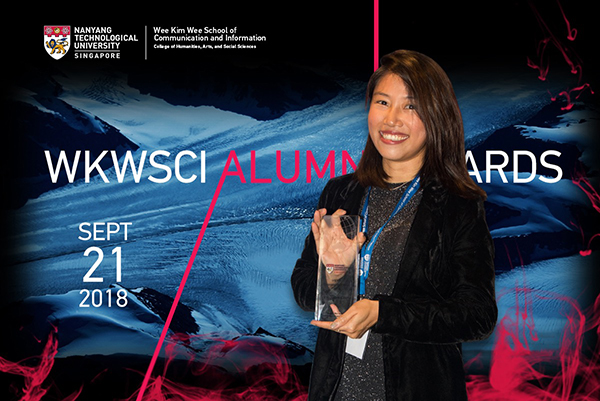 NANYANG
TECHNOLOGICAL
UNIVERSITY
SINGAPORE
Wee Kim Wee School of
Communication and Information
College of Humanities, Arts, and Social Sciences
WKWSCI ALUMN ARDS
SEPT
21
2018